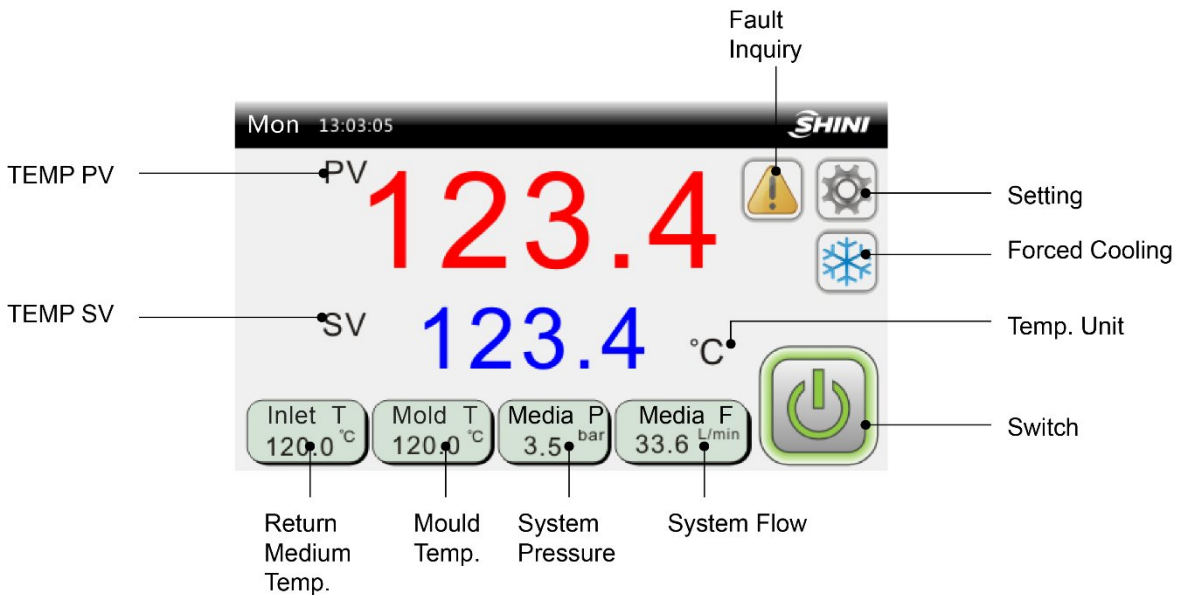 Fault
Inquiry
Mon 13:03:05
SHINI
TEMP PV
PV 123.4
Setting
Forced Cooling
TEMP SV
SV 123.4 °C
Temp. Unit
Inlet T
120.0 °C
Mold T
120.0 °C
Media P
3.5 bar
Media F
33.6 L/min
Switch
Return
Medium
Temp.
Mould
Temp.
System
Pressure
System Flow